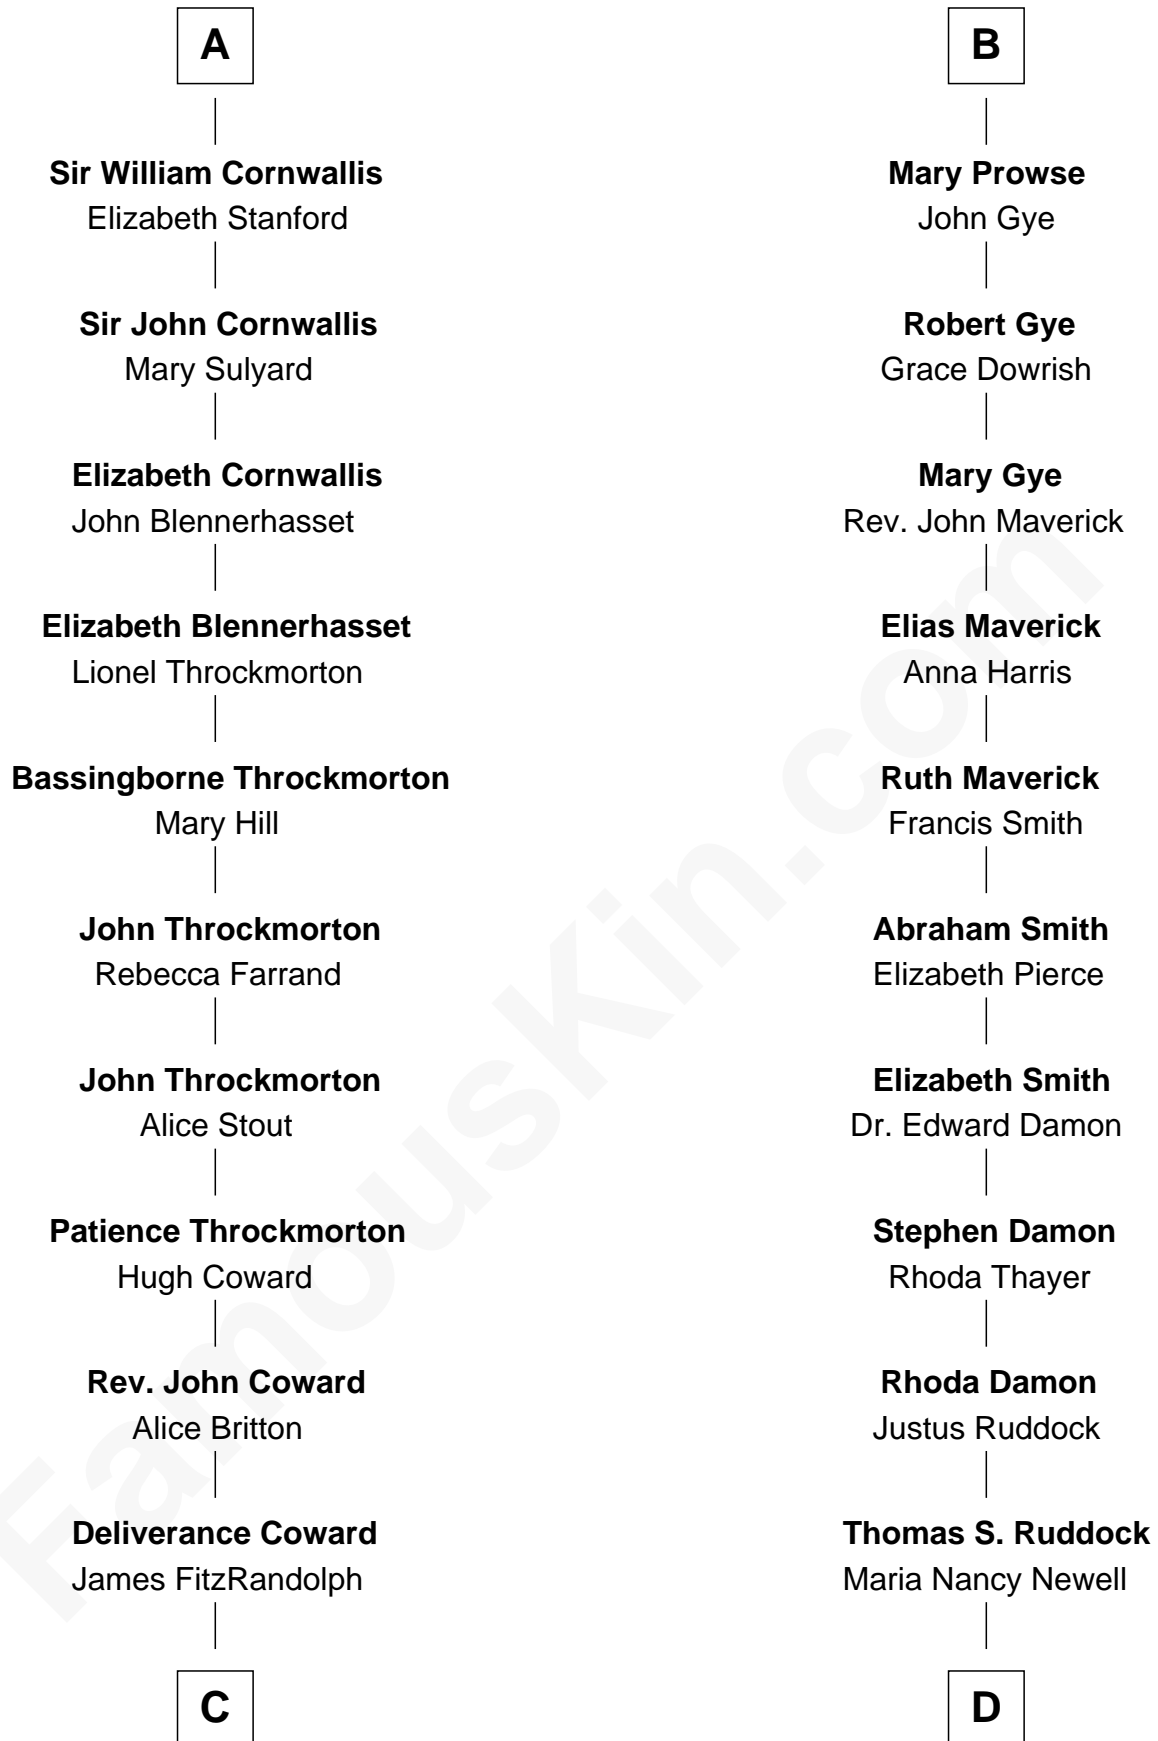 A
Sir William Cornwallis
Elizabeth Stanford
Sir John Cornwallis
Mary Sulyard
Elizabeth Cornwallis
John Blennerhasset
Elizabeth Blennerhasset
Lionel Throckmorton
Bassingborne Throckmorton
Mary Hill
John Throckmorton
Rebecca Farrand
John Throckmorton
Alice Stout
Patience Throckmorton
Hugh Coward
Rev. John Coward
Alice Britton
Deliverance Coward
James FitzRandolph
C
B
Mary Prowse
John Gye
Robert Gye
Grace Dowrish
Mary Gye
Rev. John Maverick
Elias Maverick
Anna Harris
Ruth Maverick
Francis Smith
Abraham Smith
Elizabeth Pierce
Elizabeth Smith
Dr. Edward Damon
Stephen Damon
Rhoda Thayer
Rhoda Damon
Justus Ruddock
Thomas S. Ruddock
Maria Nancy Newell
D
FamousKin.com